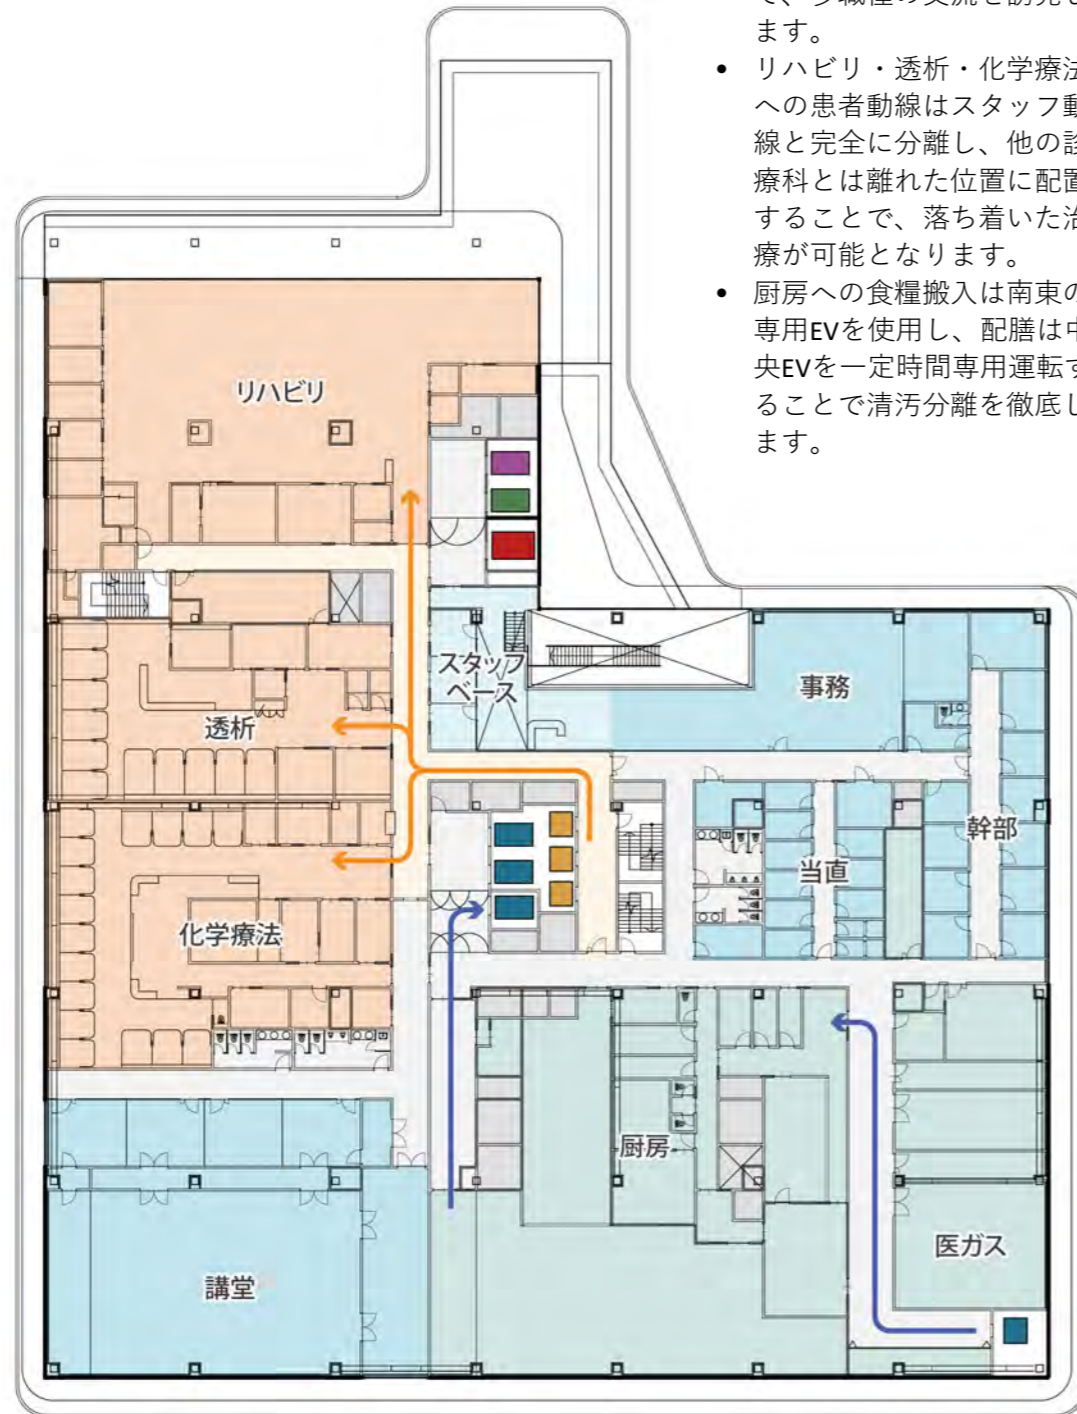 ます。
• リハビリ・透析・化学療法
への患者動線はスタッフ動
線と完全に分離し、他の診
療科とは離れた位置に配置
することで、落ち着いた治
療が可能となります。
• 厨房への食糧搬入は南東の
専用EVを使用し、配膳は中
央EVを一定時間専用運転す
ることで清汚分離を徹底し
ます。
リハビリ
スタッフ
ベース
事務
透析
幹部
当直
化学療法
厨房
医ガス
講堂